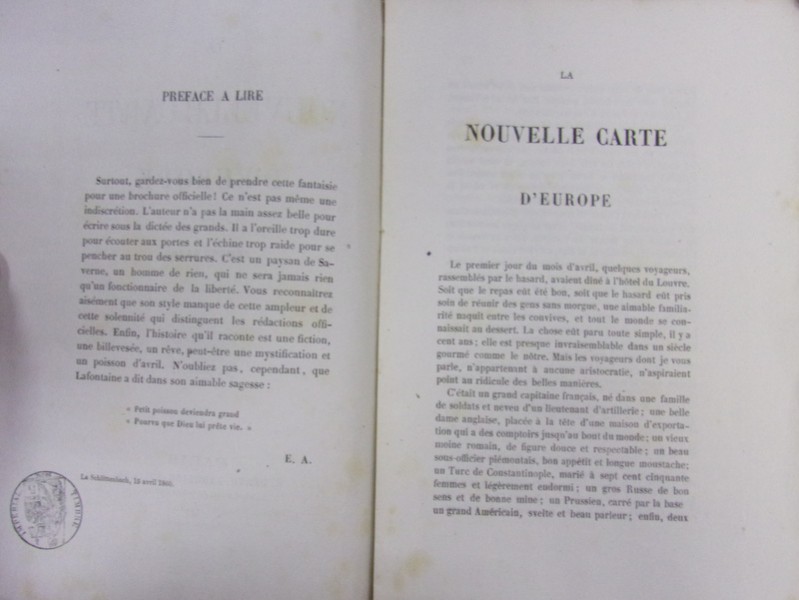 PREFACE A LIRE
Surtout, gardez-vous bien de prendre cette fantaisie
pour une brochure officielle! Ce n'est pas même une
indiscrétion. L'auteur n'a pas la main assez belle pour
écrire sous la dictée des grands. Il a l'oreille trop dure
pour écouter aux portes et l'échine trop raide pour se
pencher au trou des serrures. C'est un paysan de Sa-
verne, un homme de rien, qui ne sera jamais rien
qu'un fonctionnaire de la liberté. Vous reconnaîtrez
aisément que son style manque de cette ampleur et de
cette solennité qui distinguent les rédactions offi-
cielles. Enfin, l'histoire qu'il raconte est une fiction,
une billevesée, un rêve, peut-être une mystification et
un poisson d'avril. N'oubliez pas, cependant, que
Lafontaine a dit dans son aimable sagesse :
« Petit poisson deviendra grand
« Pourvu que Dieu lui prête vie. »
E. A.
La Schlittenbach, 15 avril 1860.
IMPERIAL
TIMBRE
LA
NOUVELLE CARTE
D'EUROPE
Le premier jour du mois d'avril, quelques voyageurs,
rassemblés par le hasard, avaient dîné à l'hôtel du Louvre.
Soit que le repas eût été bon, soit que le hasard eût pris
soin de réunir des gens sans morgue, une aimable familia-
rité naquit entre les convives, et tout le monde se con-
naissait au dessert. La chose eût paru toute simple, il y a
cent ans; elle est presque invraisemblable dans un siècle
gourmé comme le nôtre. Mais les voyageurs dont je vous
parle, n'appartenant à aucune aristocratie, n'aspiraient
point au ridicule des belles manières.
C'était un grand capitaine français, né dans une famille
de soldats et neveu d'un lieutenant d'artillerie; une belle
dame anglaise, placée à la tête d'une maison d'exporta-
tion qui a des comptoirs jusqu'au bout du monde; un vieux
moine romain, de figure douce et respectable; un beau
sous-officier piémontais, bon appétit et longue moustache;
un Turc de Constantinople, marié à sept cent cinquante
femmes et légèrement endormi; un gros Russe de bon
sens et de bonne mine; un Prussien, carré par la base
un grand Américain, svelte et beau parleur; enfin, deux